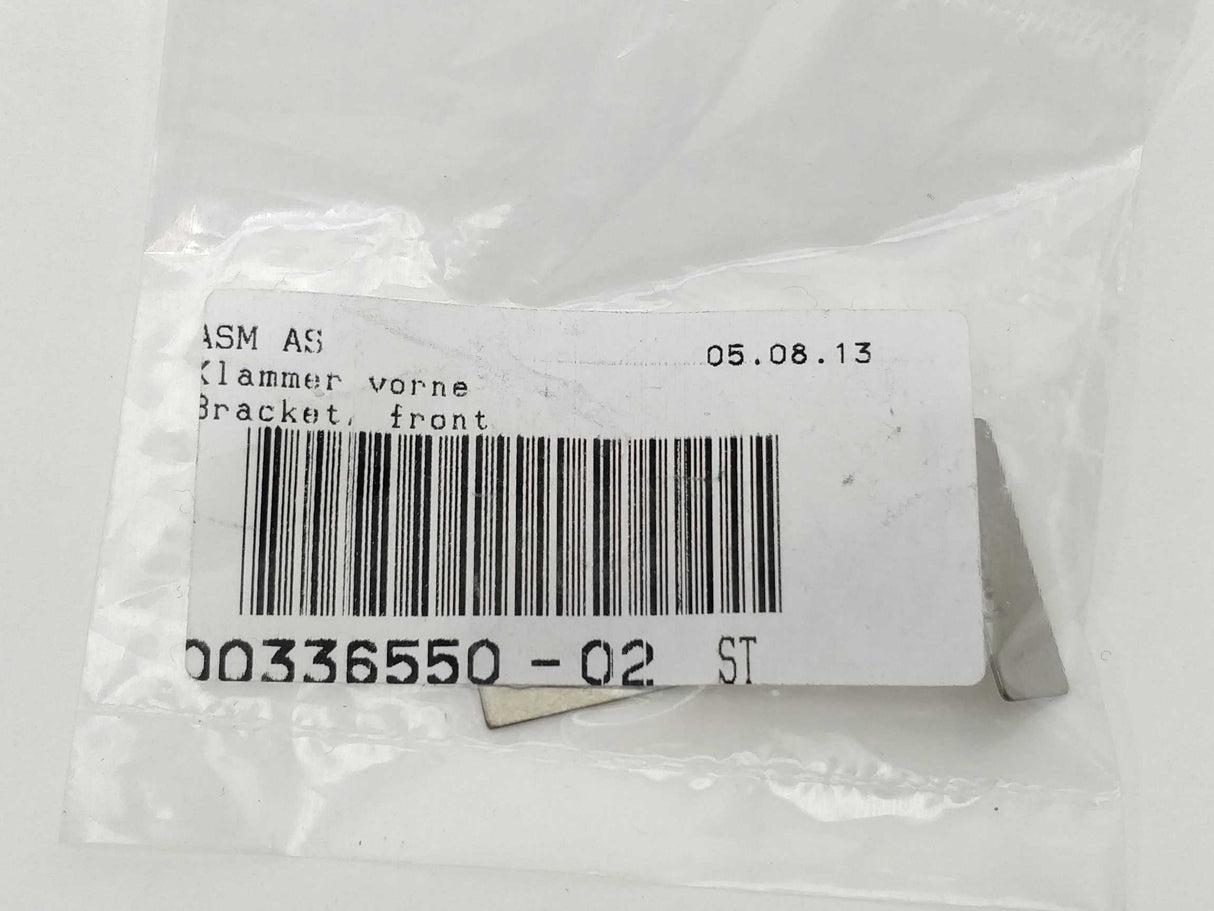 ASM AS
05.08.13
Klammer vorne
Bracket, front
00336550-02 ST